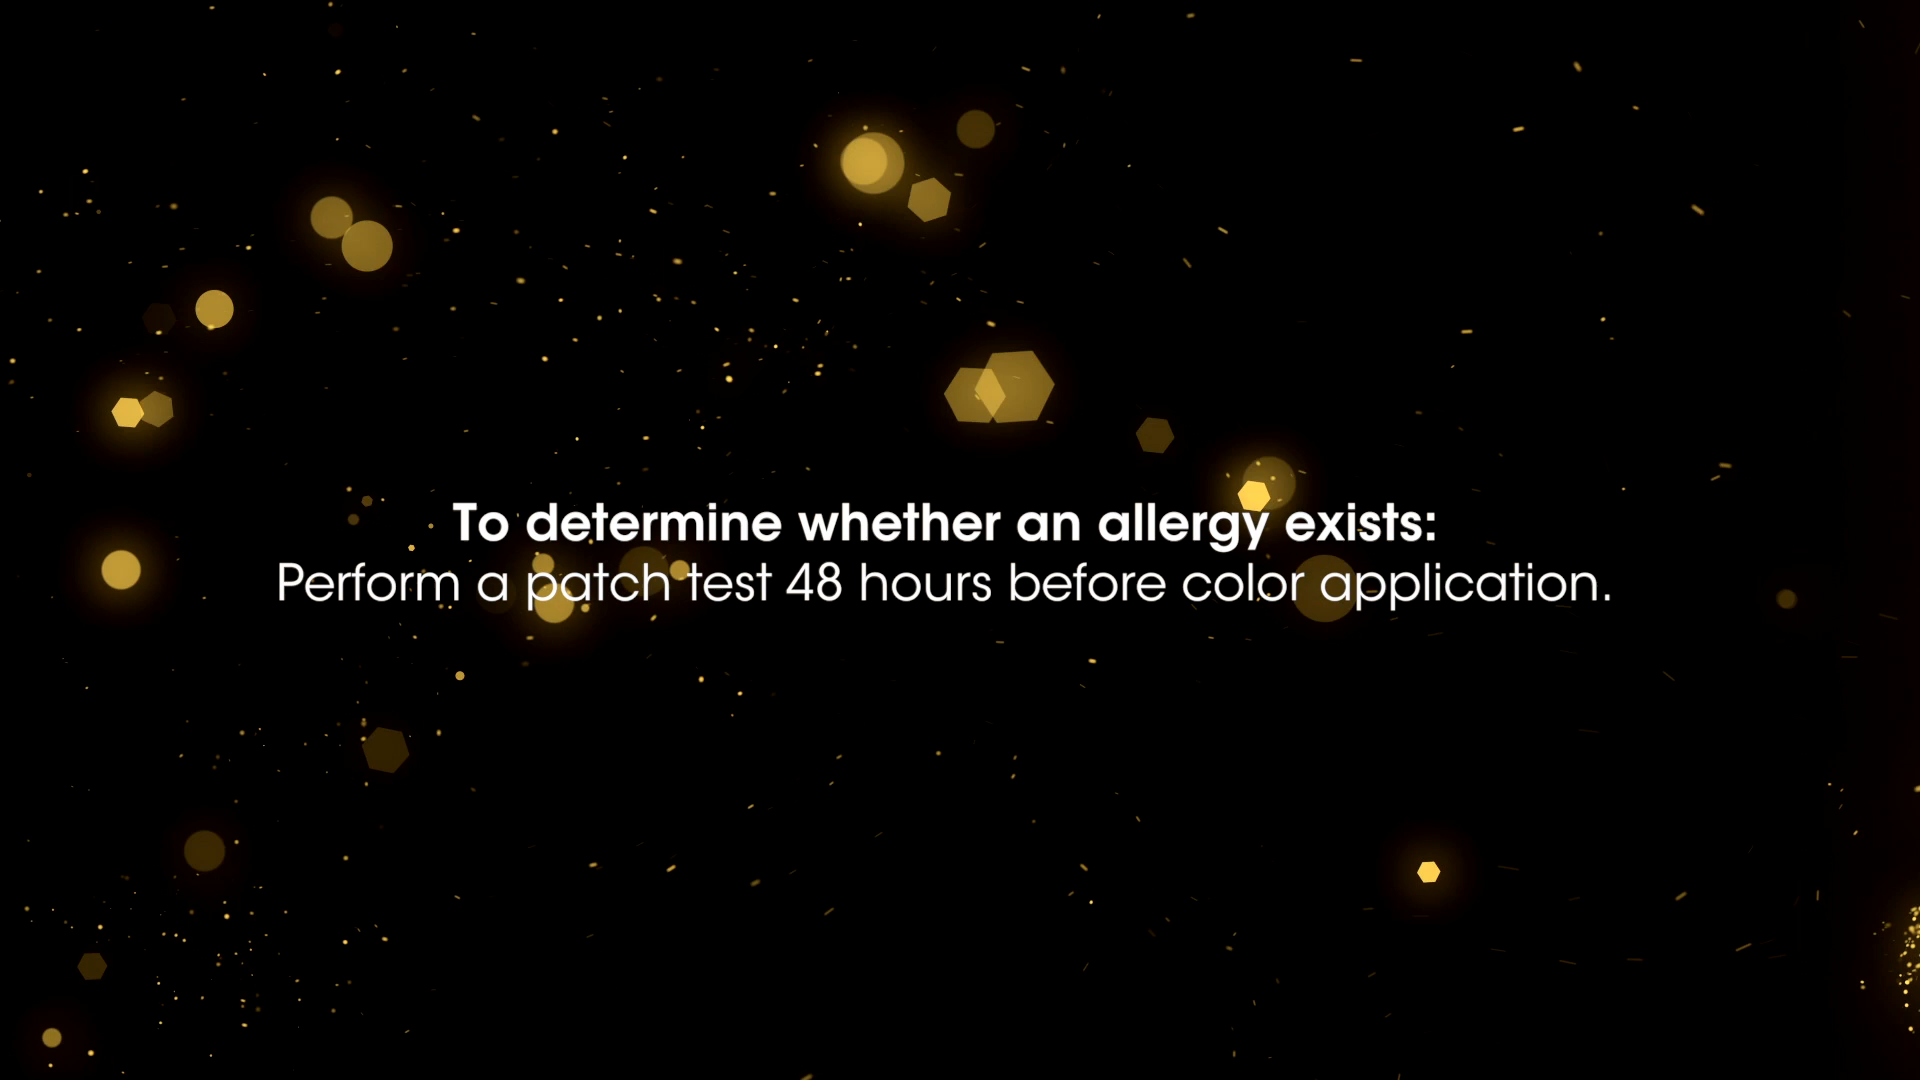 To determine whether an allergy exists:
Perform a patch test 48 hours before color application.